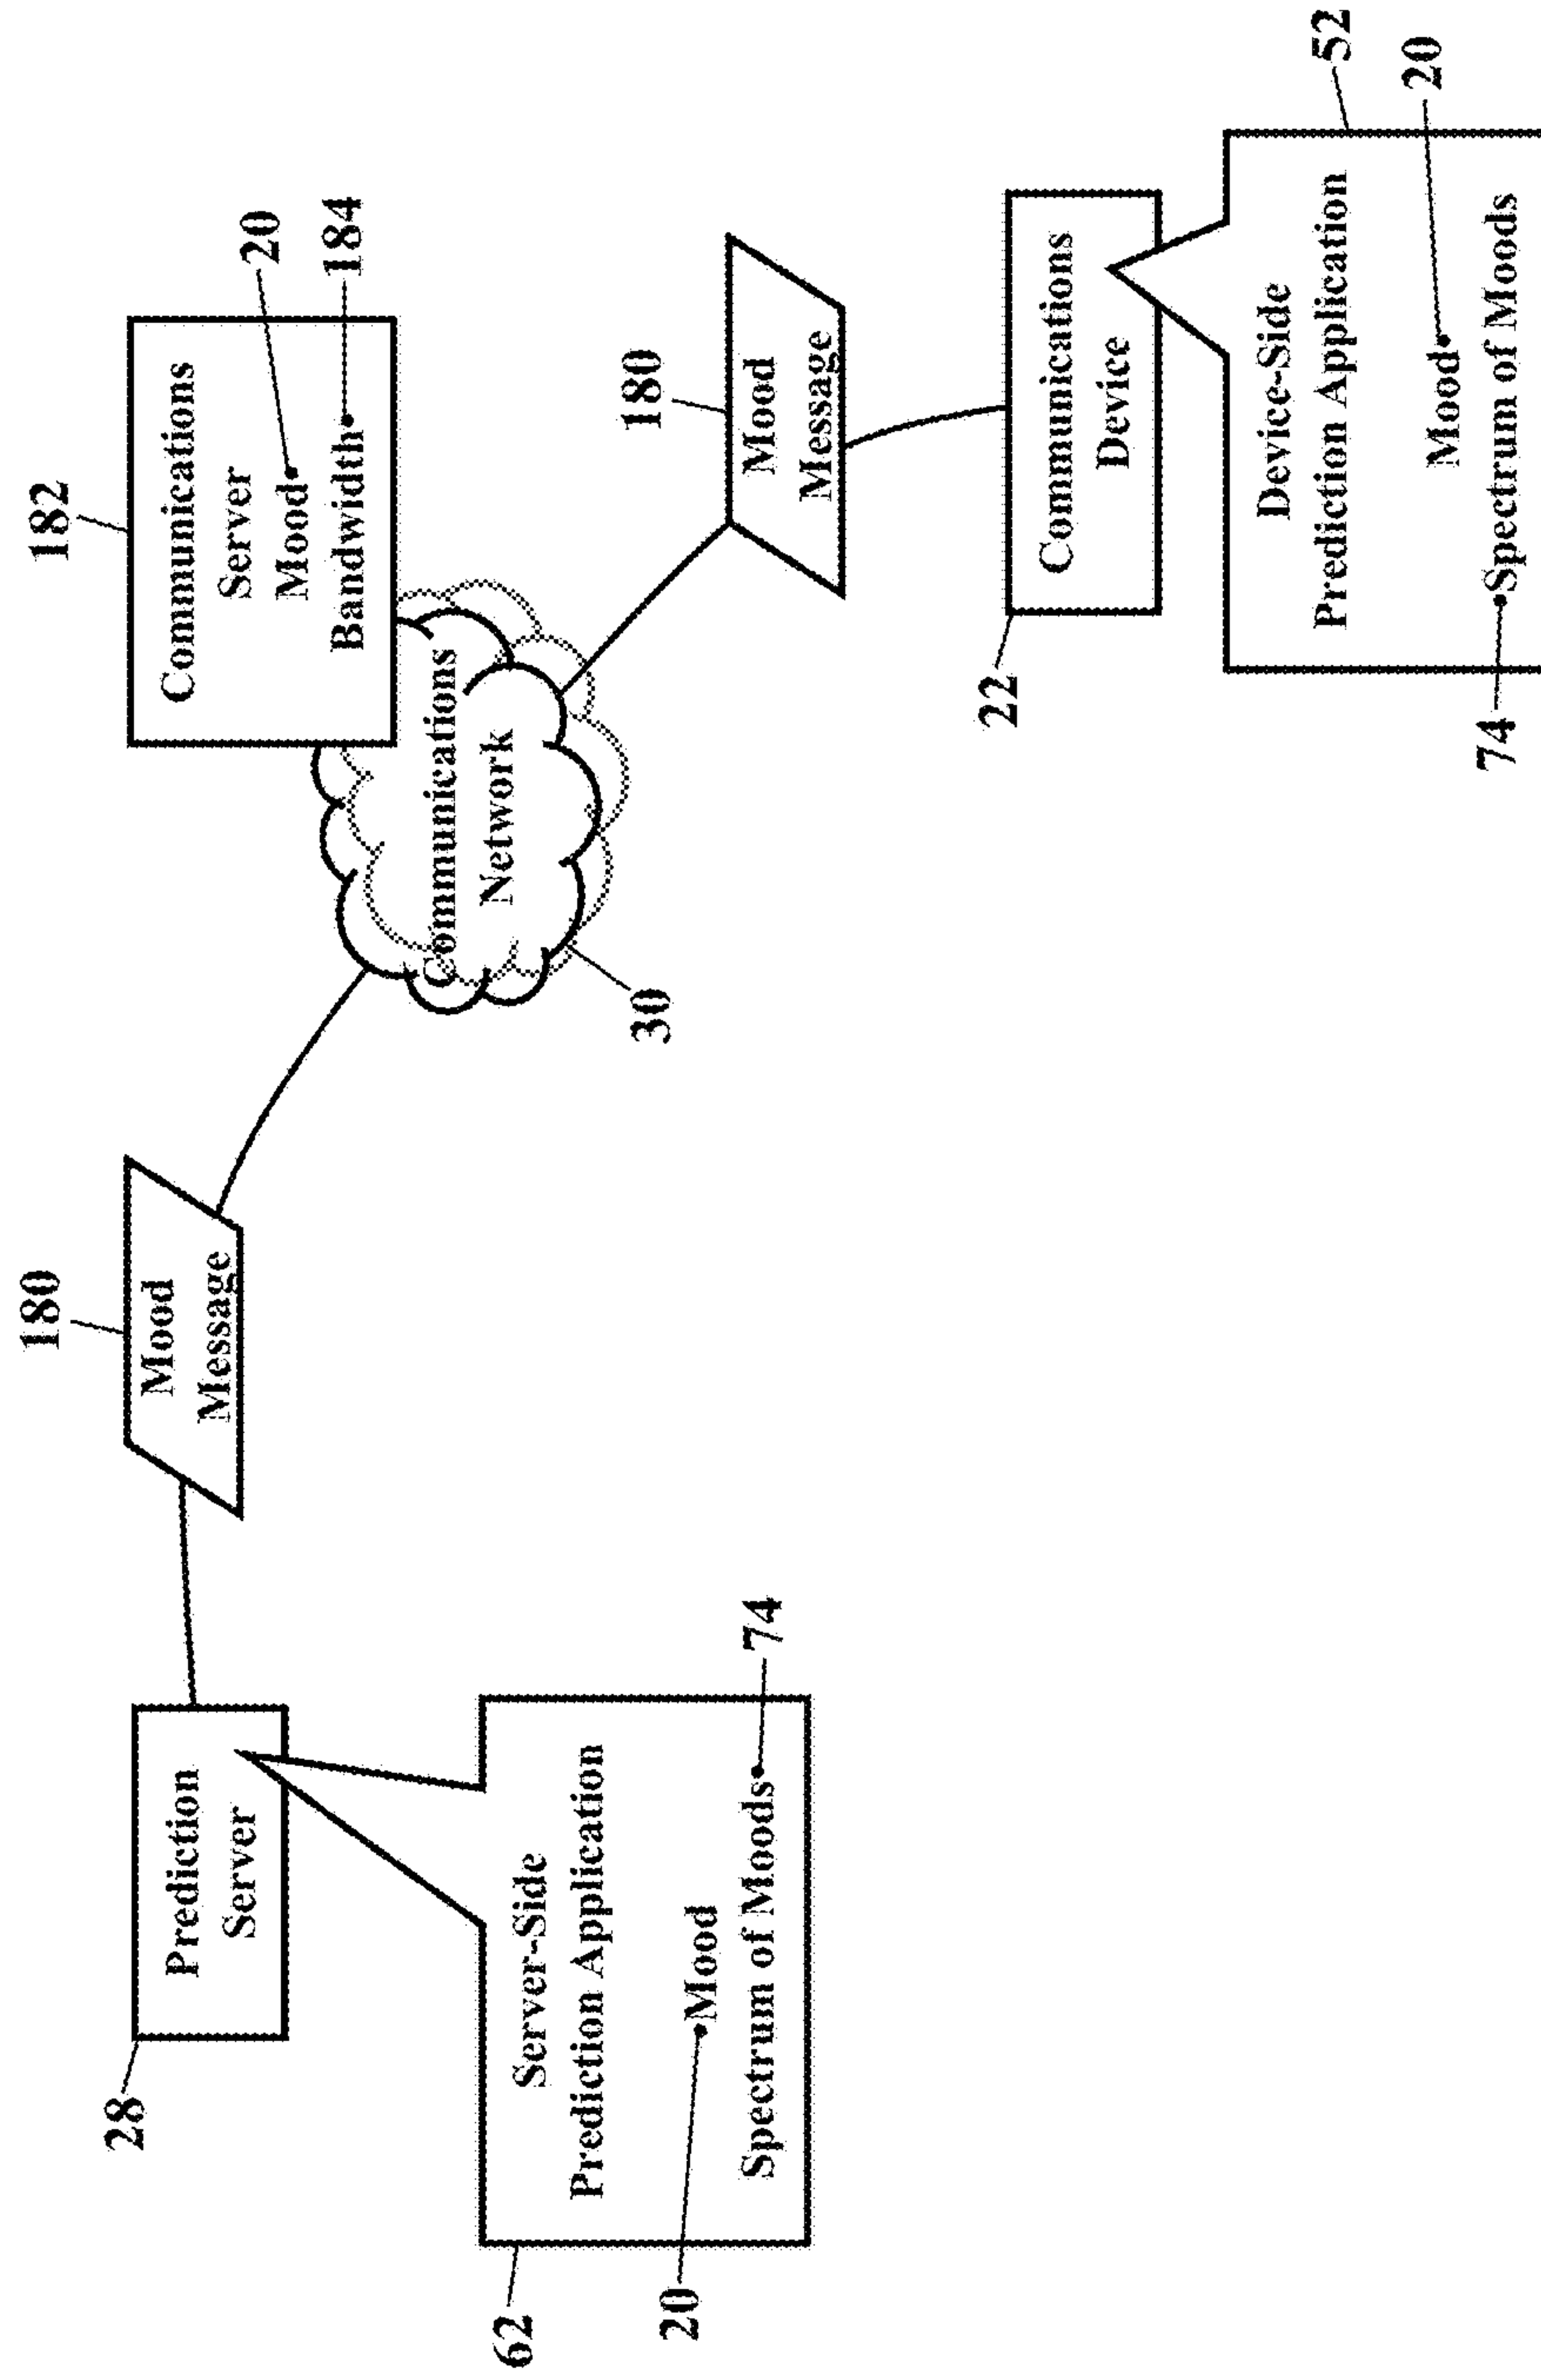 180
182
28
Prediction
Server
Mood
Message
Communications
Server
Mood
Bandwidth
20
184
62
Server-Side
Prediction Application
Mood
Spectrum of Moods
20
74
Communications
Network
30
180
Mood
Message
22
Communications
Device
Device-Side
Prediction Application
52
Mood
Spectrum of Moods
20
74